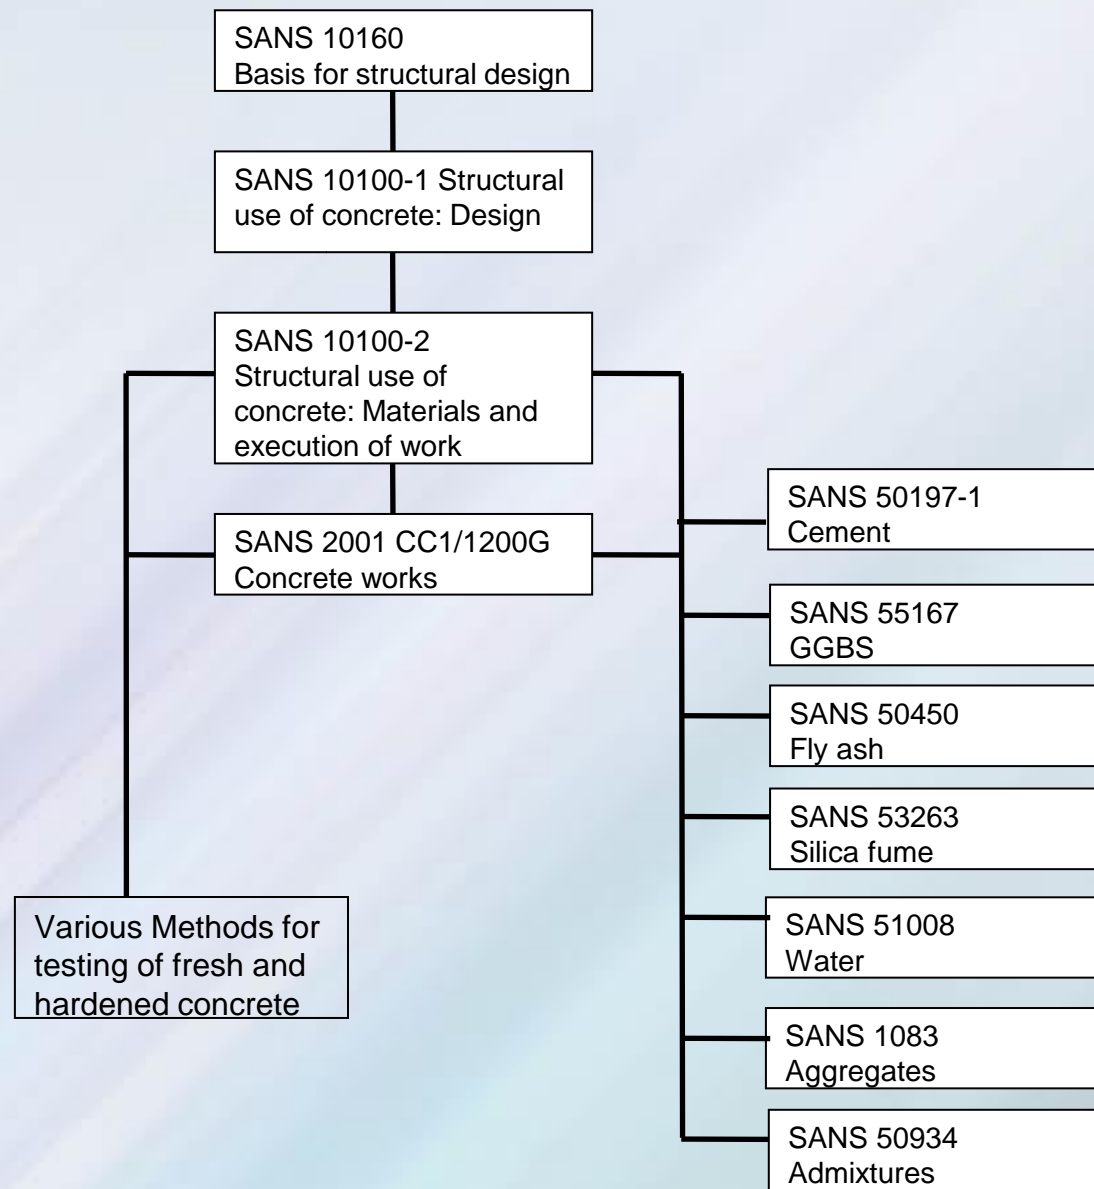 SANS 10160
Basis for structural design
SANS 10100-1 Structural
use of concrete: Design
SANS 10100-2
Structural use of
concrete: Materials and
execution of work
SANS 2001 CC1/1200G
Concrete works
SANS 50197-1
Cement
SANS 55167
GGBS
SANS 50450
Fly ash
SANS 53263
Silica fume
SANS 51008
Water
SANS 1083
Aggregates
SANS 50934
Admixtures
Various Methods for
testing of fresh and
hardened concrete